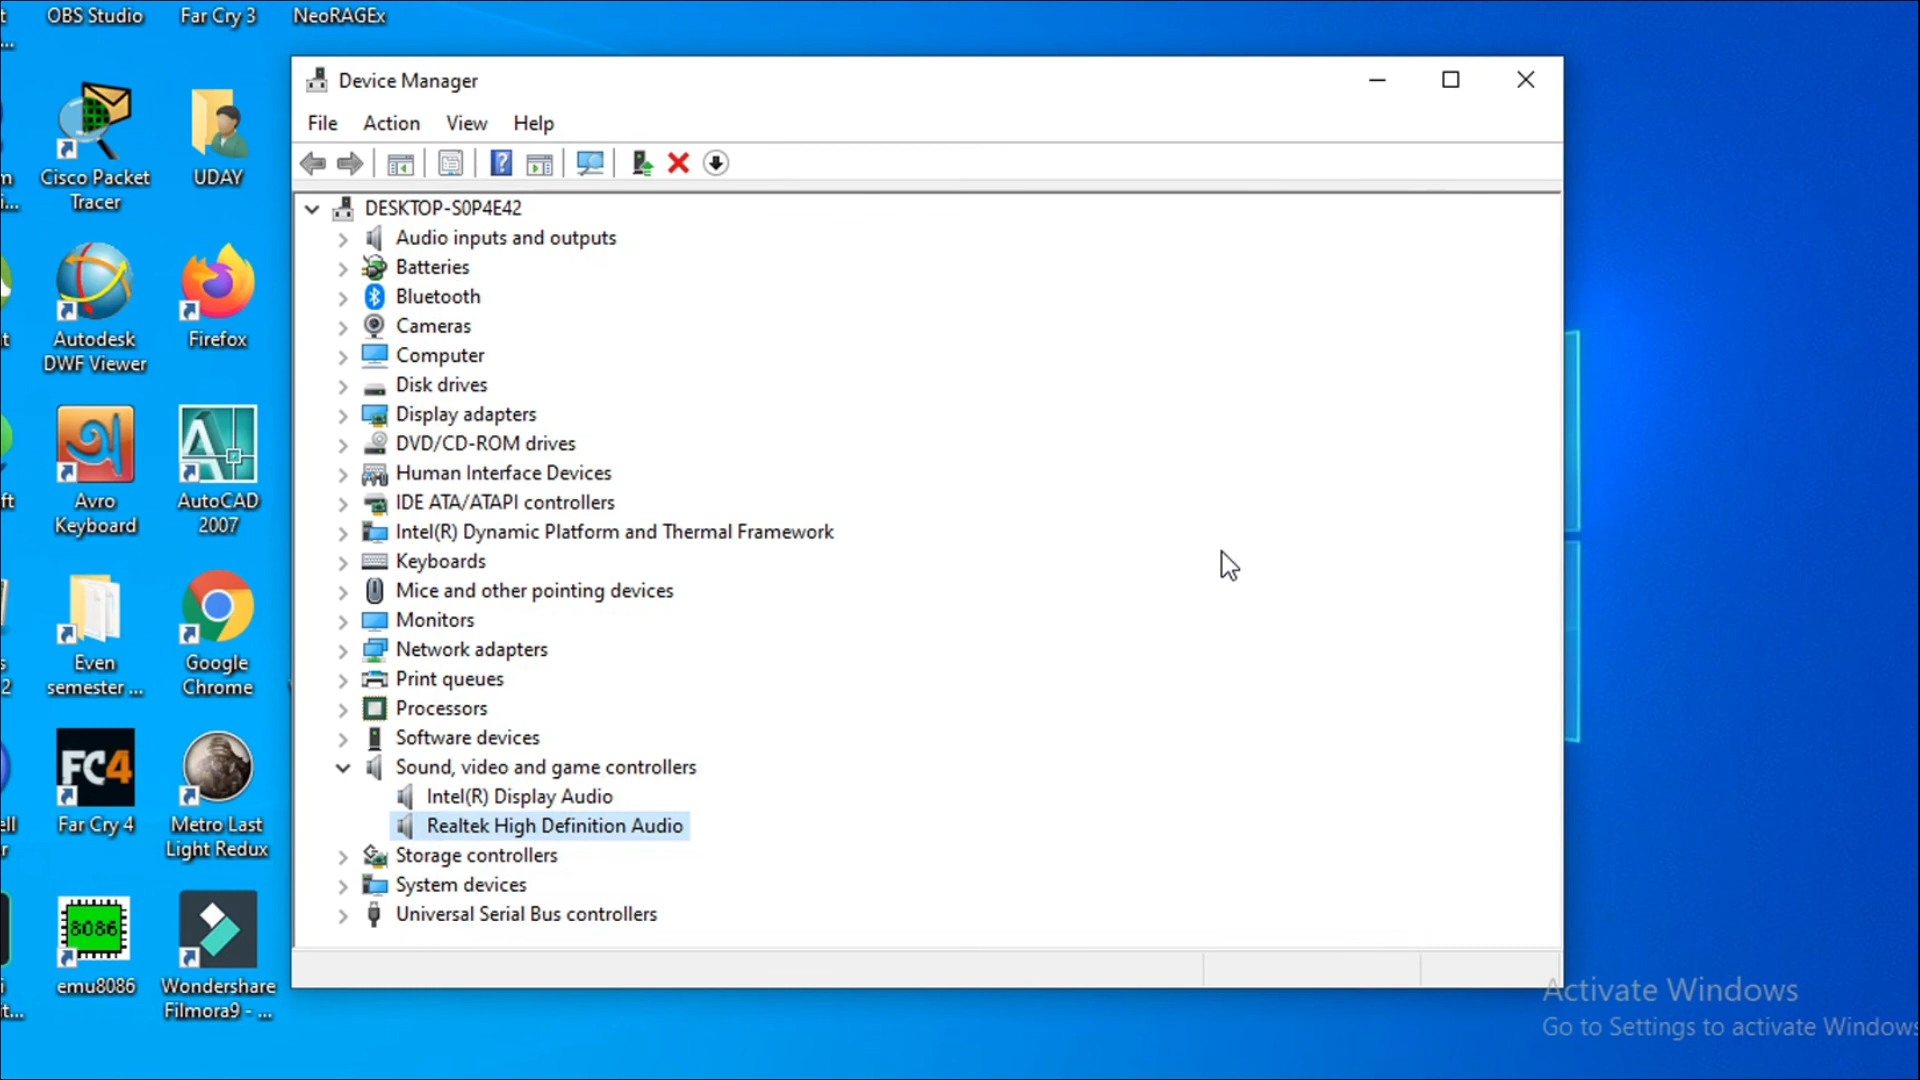 OBS Studio
Far Cry 3
NeoRAGEx
Cisco Packet
Tracer
UDAY
Autodesk
DWF Viewer
Firefox
Avro
Keyboard
AutoCAD
2007
Even
semester ...
Google
Chrome
FC4
Far Cry 4
Metro Last
Light Redux
8086
emu8086
Wondershare
Filmora9 - ...
Device Manager
File Action View Help
DESKTOP-S0P4E42
Audio inputs and outputs
Batteries
Bluetooth
Cameras
Computer
Disk drives
Display adapters
DVD/CD-ROM drives
Human Interface Devices
IDE ATA/ATAPI controllers
Intel(R) Dynamic Platform and Thermal Framework
Keyboards
Mice and other pointing devices
Monitors
Network adapters
Print queues
Processors
Software devices
Sound, video and game controllers
Intel(R) Display Audio
Realtek High Definition Audio
Storage controllers
System devices
Universal Serial Bus controllers
Activate Windows
Go to Settings to activate Windows